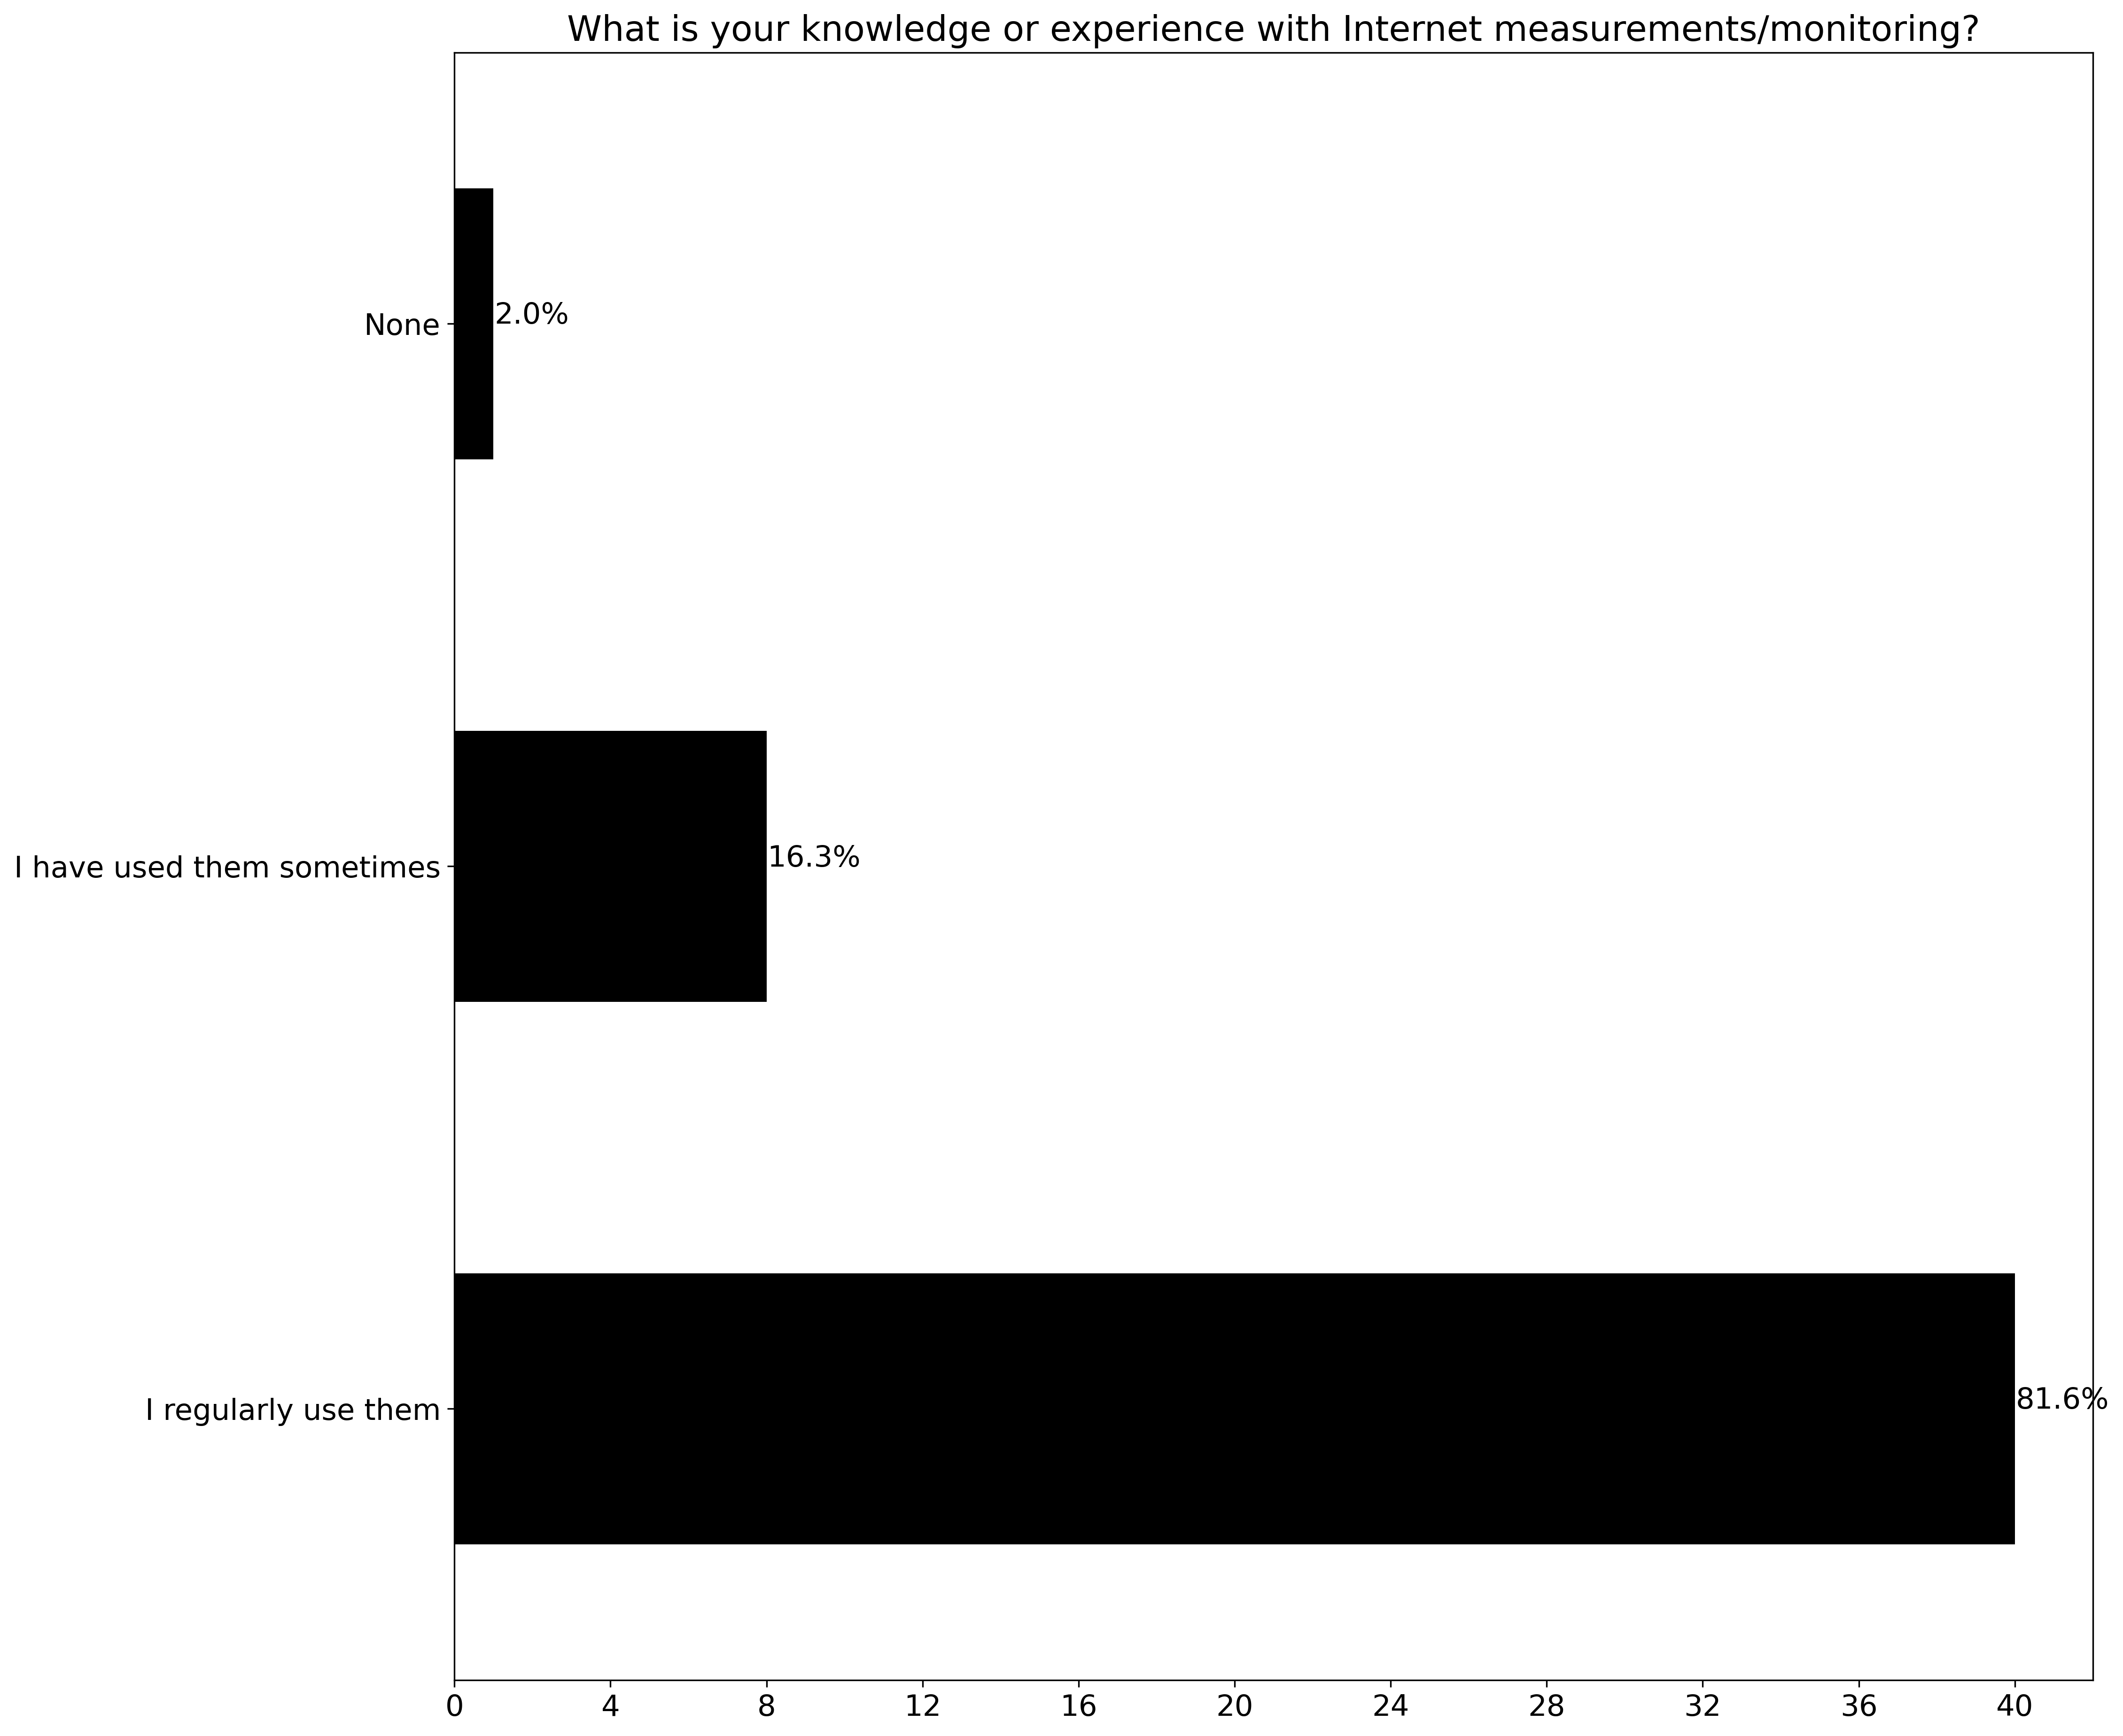 What is your knowledge or experience with Internet measurements/monitoring?
None
2.0%
I have used them sometimes
16.3%
I regularly use them
81.6%
0 4 8 12 16 20 24 28 32 36 40